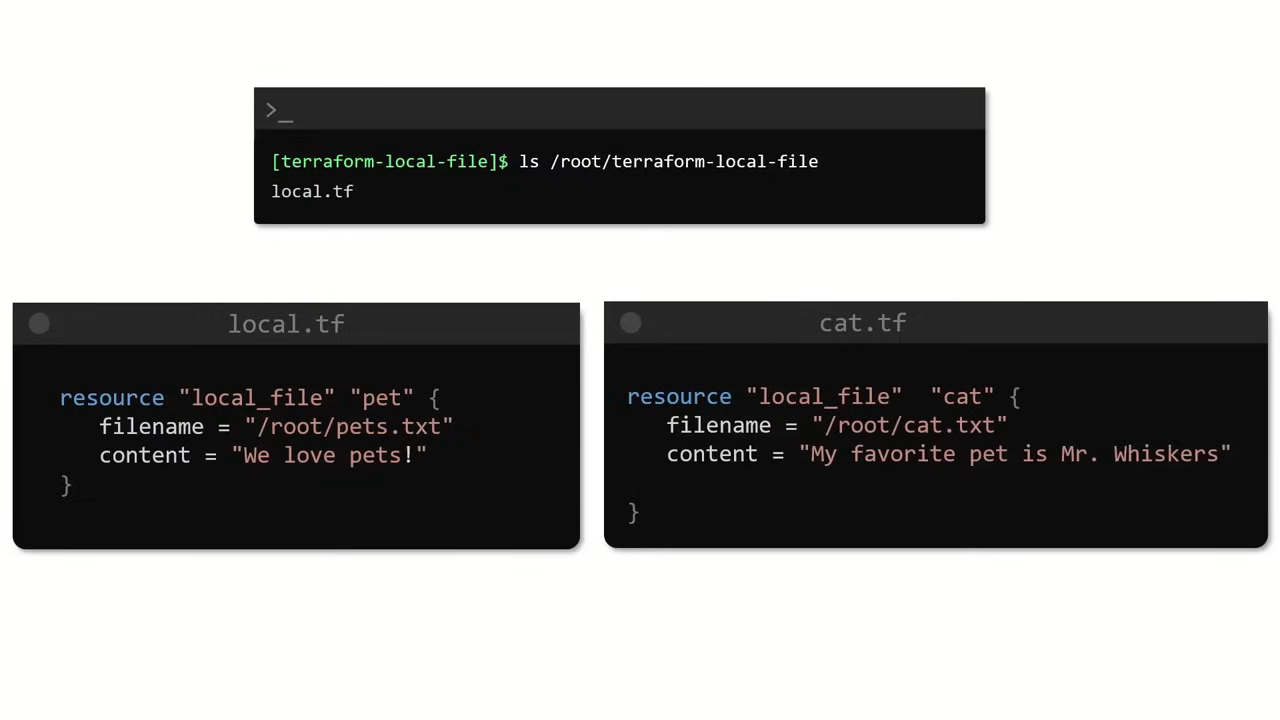 >_
[terraform-local-file]$ ls /root/terraform-local-file
local.tf
local.tf
resource "local_file" "pet" {
filename = "/root/pets.txt"
content = "We love pets!"
}
cat.tf
resource "local_file" "cat" {
filename = "/root/cat.txt"
content = "My favorite pet is Mr. Whiskers"
}